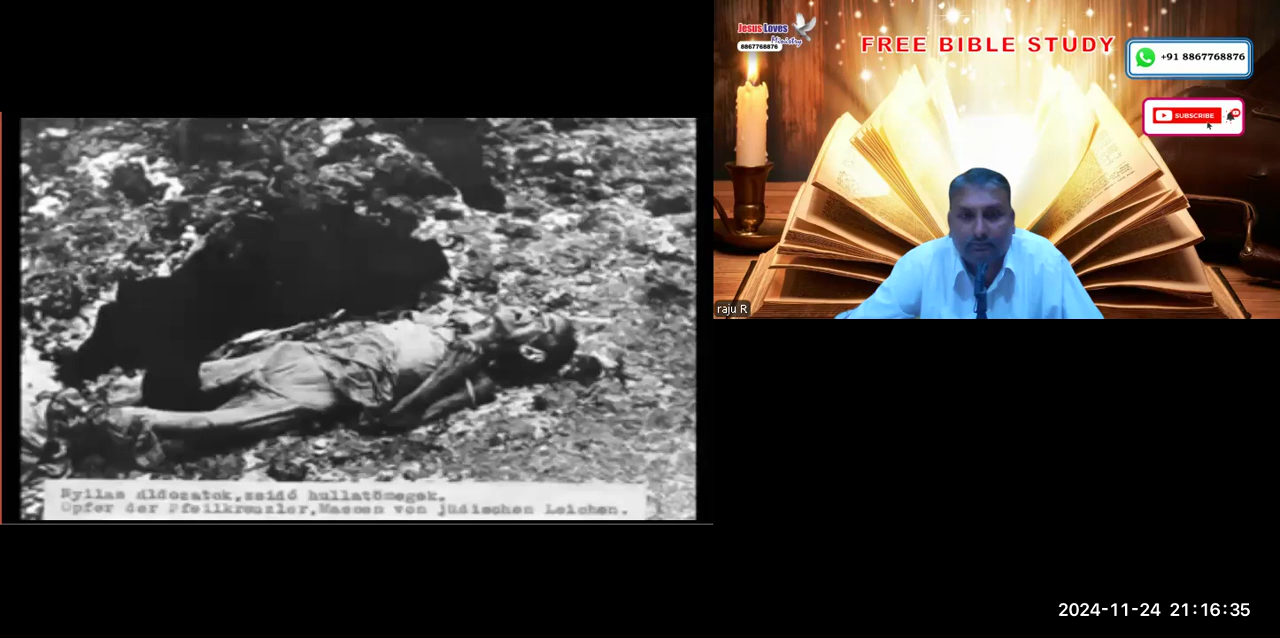 Nyilas áldozatok,zsidó hullatömegek.
Opfer der Pfeilkreuzler,Massen von jüdischen Leichen.
Jesus Loves
Ministry
8867768876
FREE BIBLE STUDY
+91 8867768876
SUBSCRIBE
raju R
2024-11-24 21:16:35